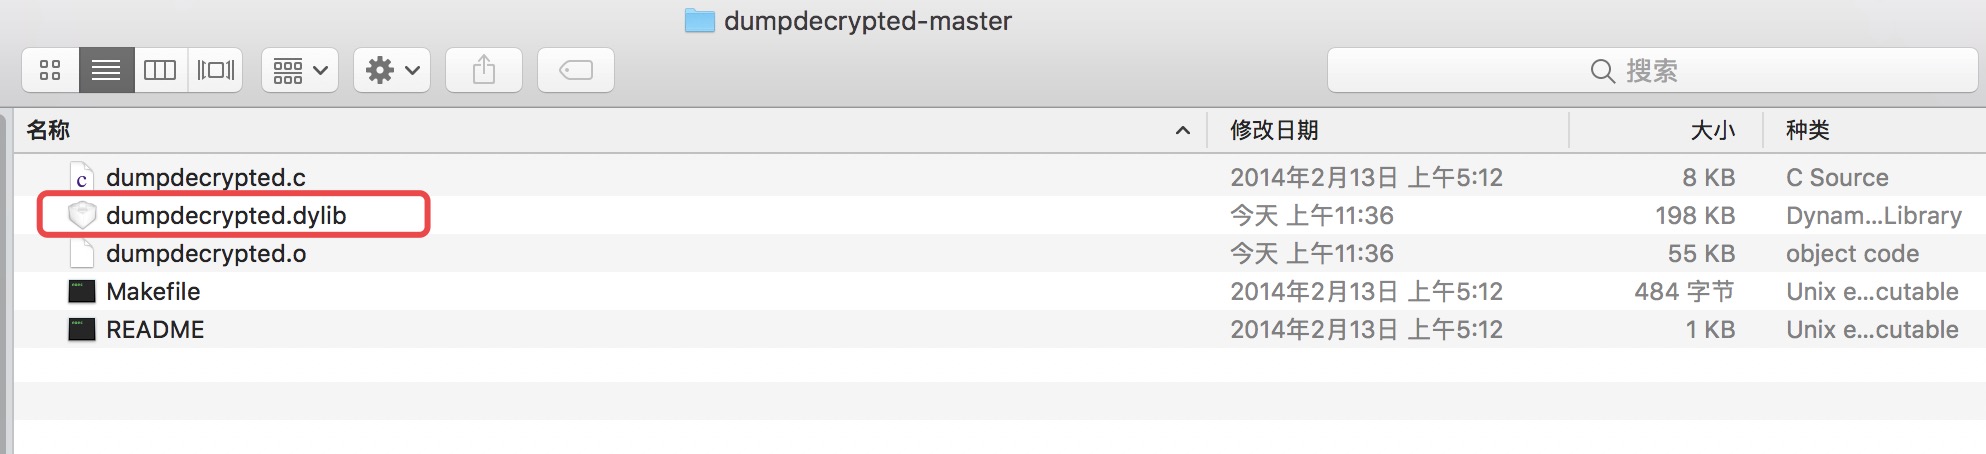 dumpdecrypted-master
搜索
名称 修改日期 大小 种类
c dumpdecrypted.c 2014年2月13日 上午5:12 8 KB C Source
dumpdecrypted.dylib 今天 上午11:36 198 KB Dynam...Library
dumpdecrypted.o 今天 上午11:36 55 KB object code
Makefile 2014年2月13日 上午5:12 484 字节 Unix e...cutable
README 2014年2月13日 上午5:12 1 KB Unix e...cutable